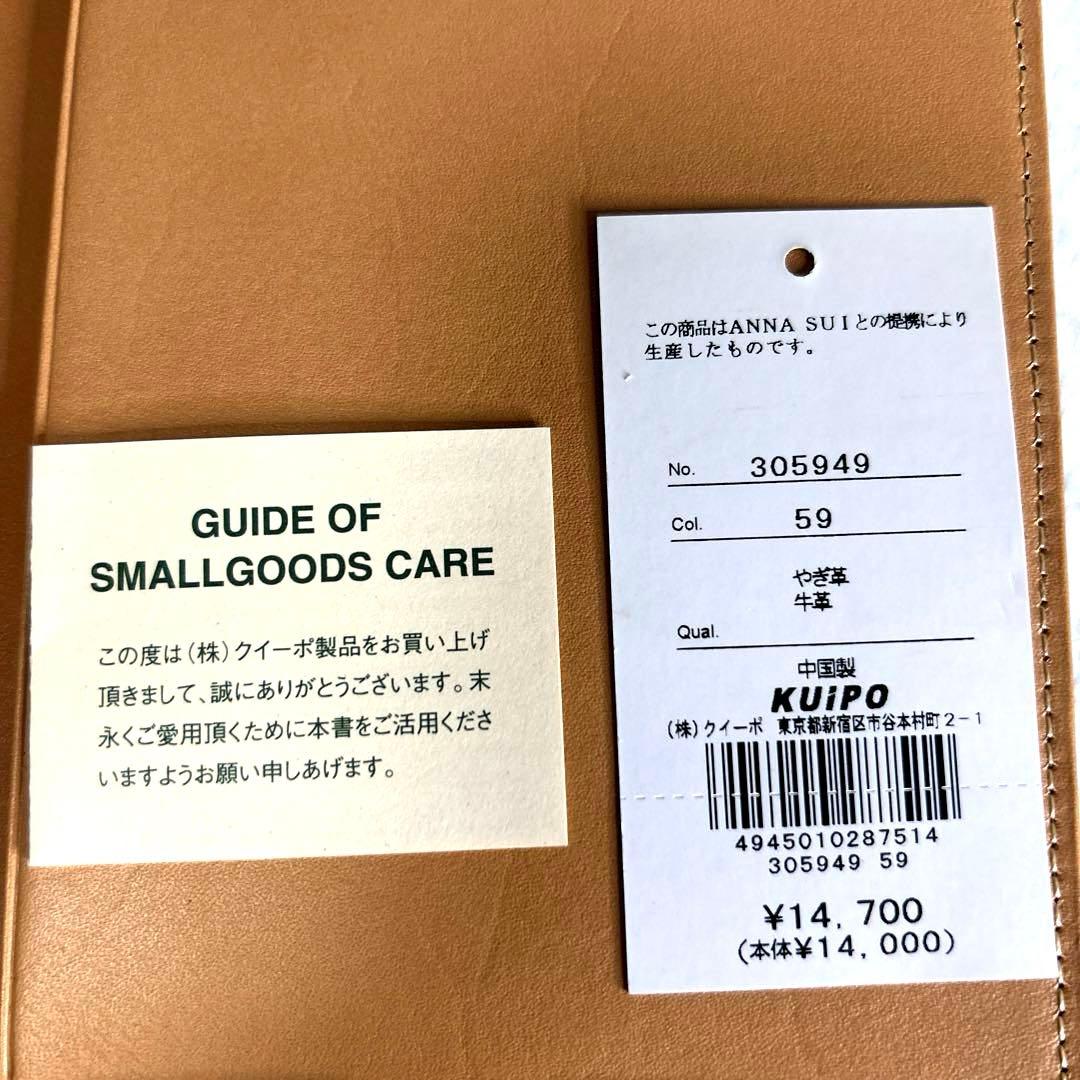 GUIDE OF
SMALLGOODS CARE
この度は(株)クイーポ製品をお買い上げ
頂きまして、誠にありがとうございます。末
永くご愛用頂くために本書をご活用くださ
いますようお願い申しあげます。
この商品はANNA SUIとの提携により
生産したものです。
No. 305949
Col. 59
やぎ革
牛革
Qual.
中国製
KUiPO
(株)クイーポ 東京都新宿区市谷本村町2-1
4945010287514
305949 59
¥14,700
(本体¥14,000)